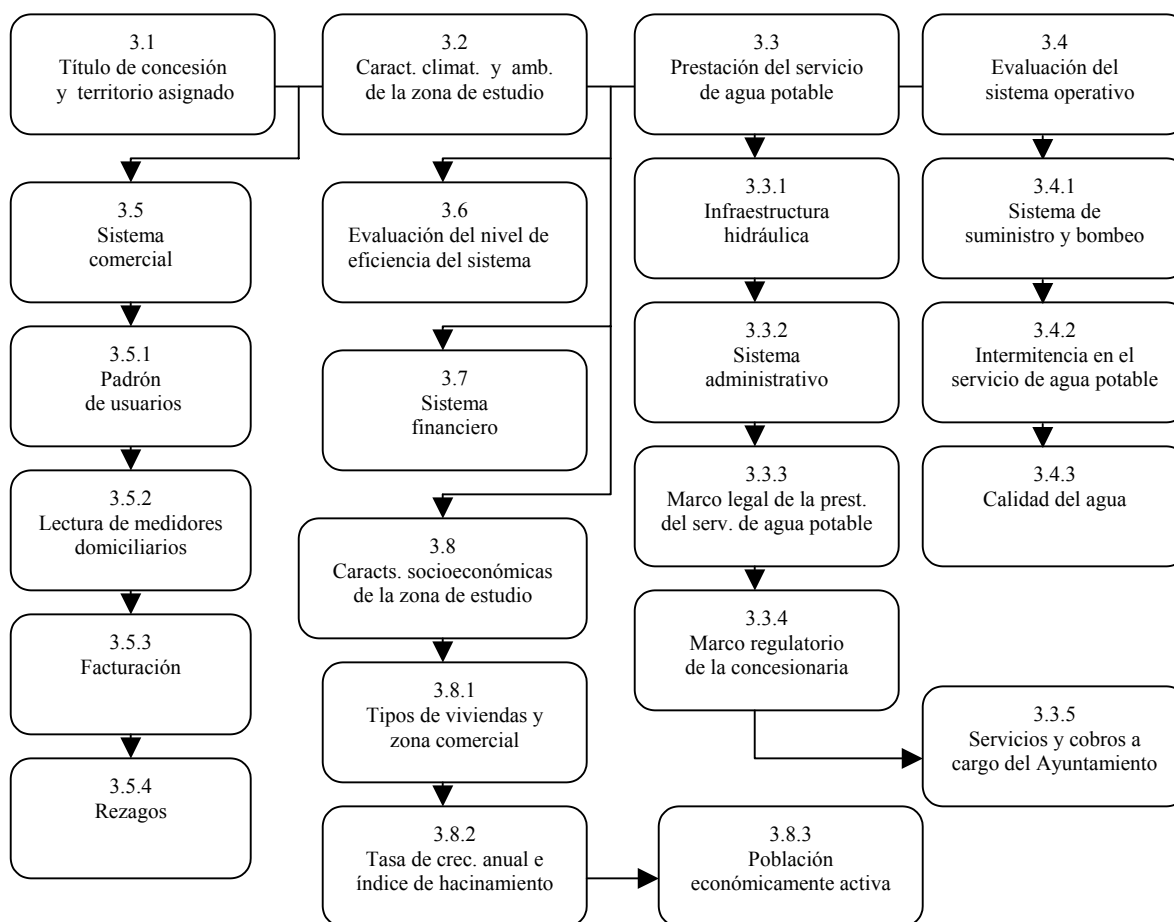 3.1
Título de concesión
y territorio asignado
3.2
Caract. climat. y amb.
de la zona de estudio
3.3
Prestación del servicio
de agua potable
3.4
Evaluación del
sistema operativo
3.5
Sistema
comercial
3.6
Evaluación del nivel de
eficiencia del sistema
3.3.1
Infraestructura
hidráulica
3.4.1
Sistema de
suministro y bombeo
3.5.1
Padrón
de usuarios
3.7
Sistema
financiero
3.3.2
Sistema
administrativo
3.4.2
Intermitencia en el
servicio de agua potable
3.5.2
Lectura de medidores
domiciliarios
3.8
Caracts. socioeconómicas
de la zona de estudio
3.3.3
Marco legal de la prest.
del serv. de agua potable
3.4.3
Calidad del agua
3.5.3
Facturación
3.8.1
Tipos de viviendas y
zona comercial
3.3.4
Marco regulatorio
de la concesionaria
3.3.5
Servicios y cobros a
cargo del Ayuntamiento
3.5.4
Rezagos
3.8.2
Tasa de crec. anual e
índice de hacinamiento
3.8.3
Población
económicamente activa